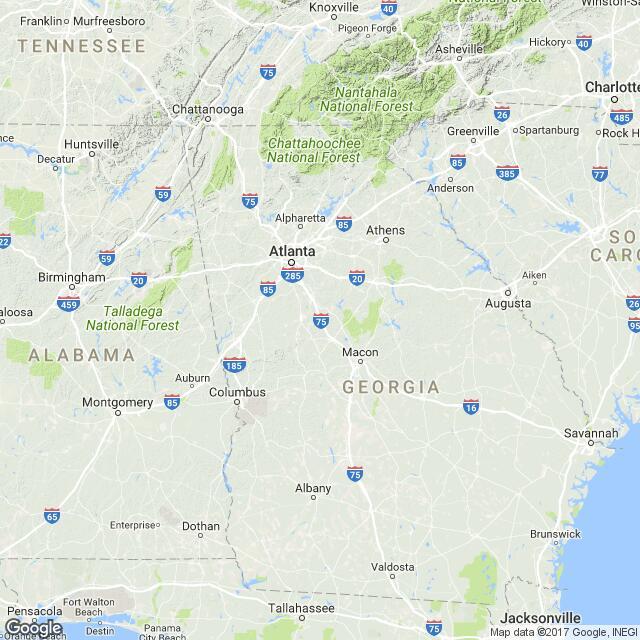 Franklin
Murfreesboro
TENNESSEE
Knoxville
40
Pigeon Forge
National Forest
Winston-Sa
Hickory
40
Asheville
75
Nantahala
National Forest
Charlotte
485
Chattanooga
26
Spartanburg
Rock H
Greenville
Chattahoochee
National Forest
nce
Huntsville
Decatur
85
385
77
Anderson
59
75
Alpharetta
85
Athens
22
59
Atlanta
SO
CAROL
285
20
20
Aiken
Birmingham
459
85
Augusta
26
95
aloosa
Talladega
National Forest
75
ALABAMA
Macon
185
GEORGIA
Auburn
Columbus
Montgomery
85
16
Savannah
75
Albany
65
Enterprise
Dothan
Brunswick
Valdosta
Pensacola
Fort Walton
Beach
Destin
Orange Beach
Panama
City Beach
Tallahassee
75
Jacksonville
Google
Map data ©2017 Google, INEGI